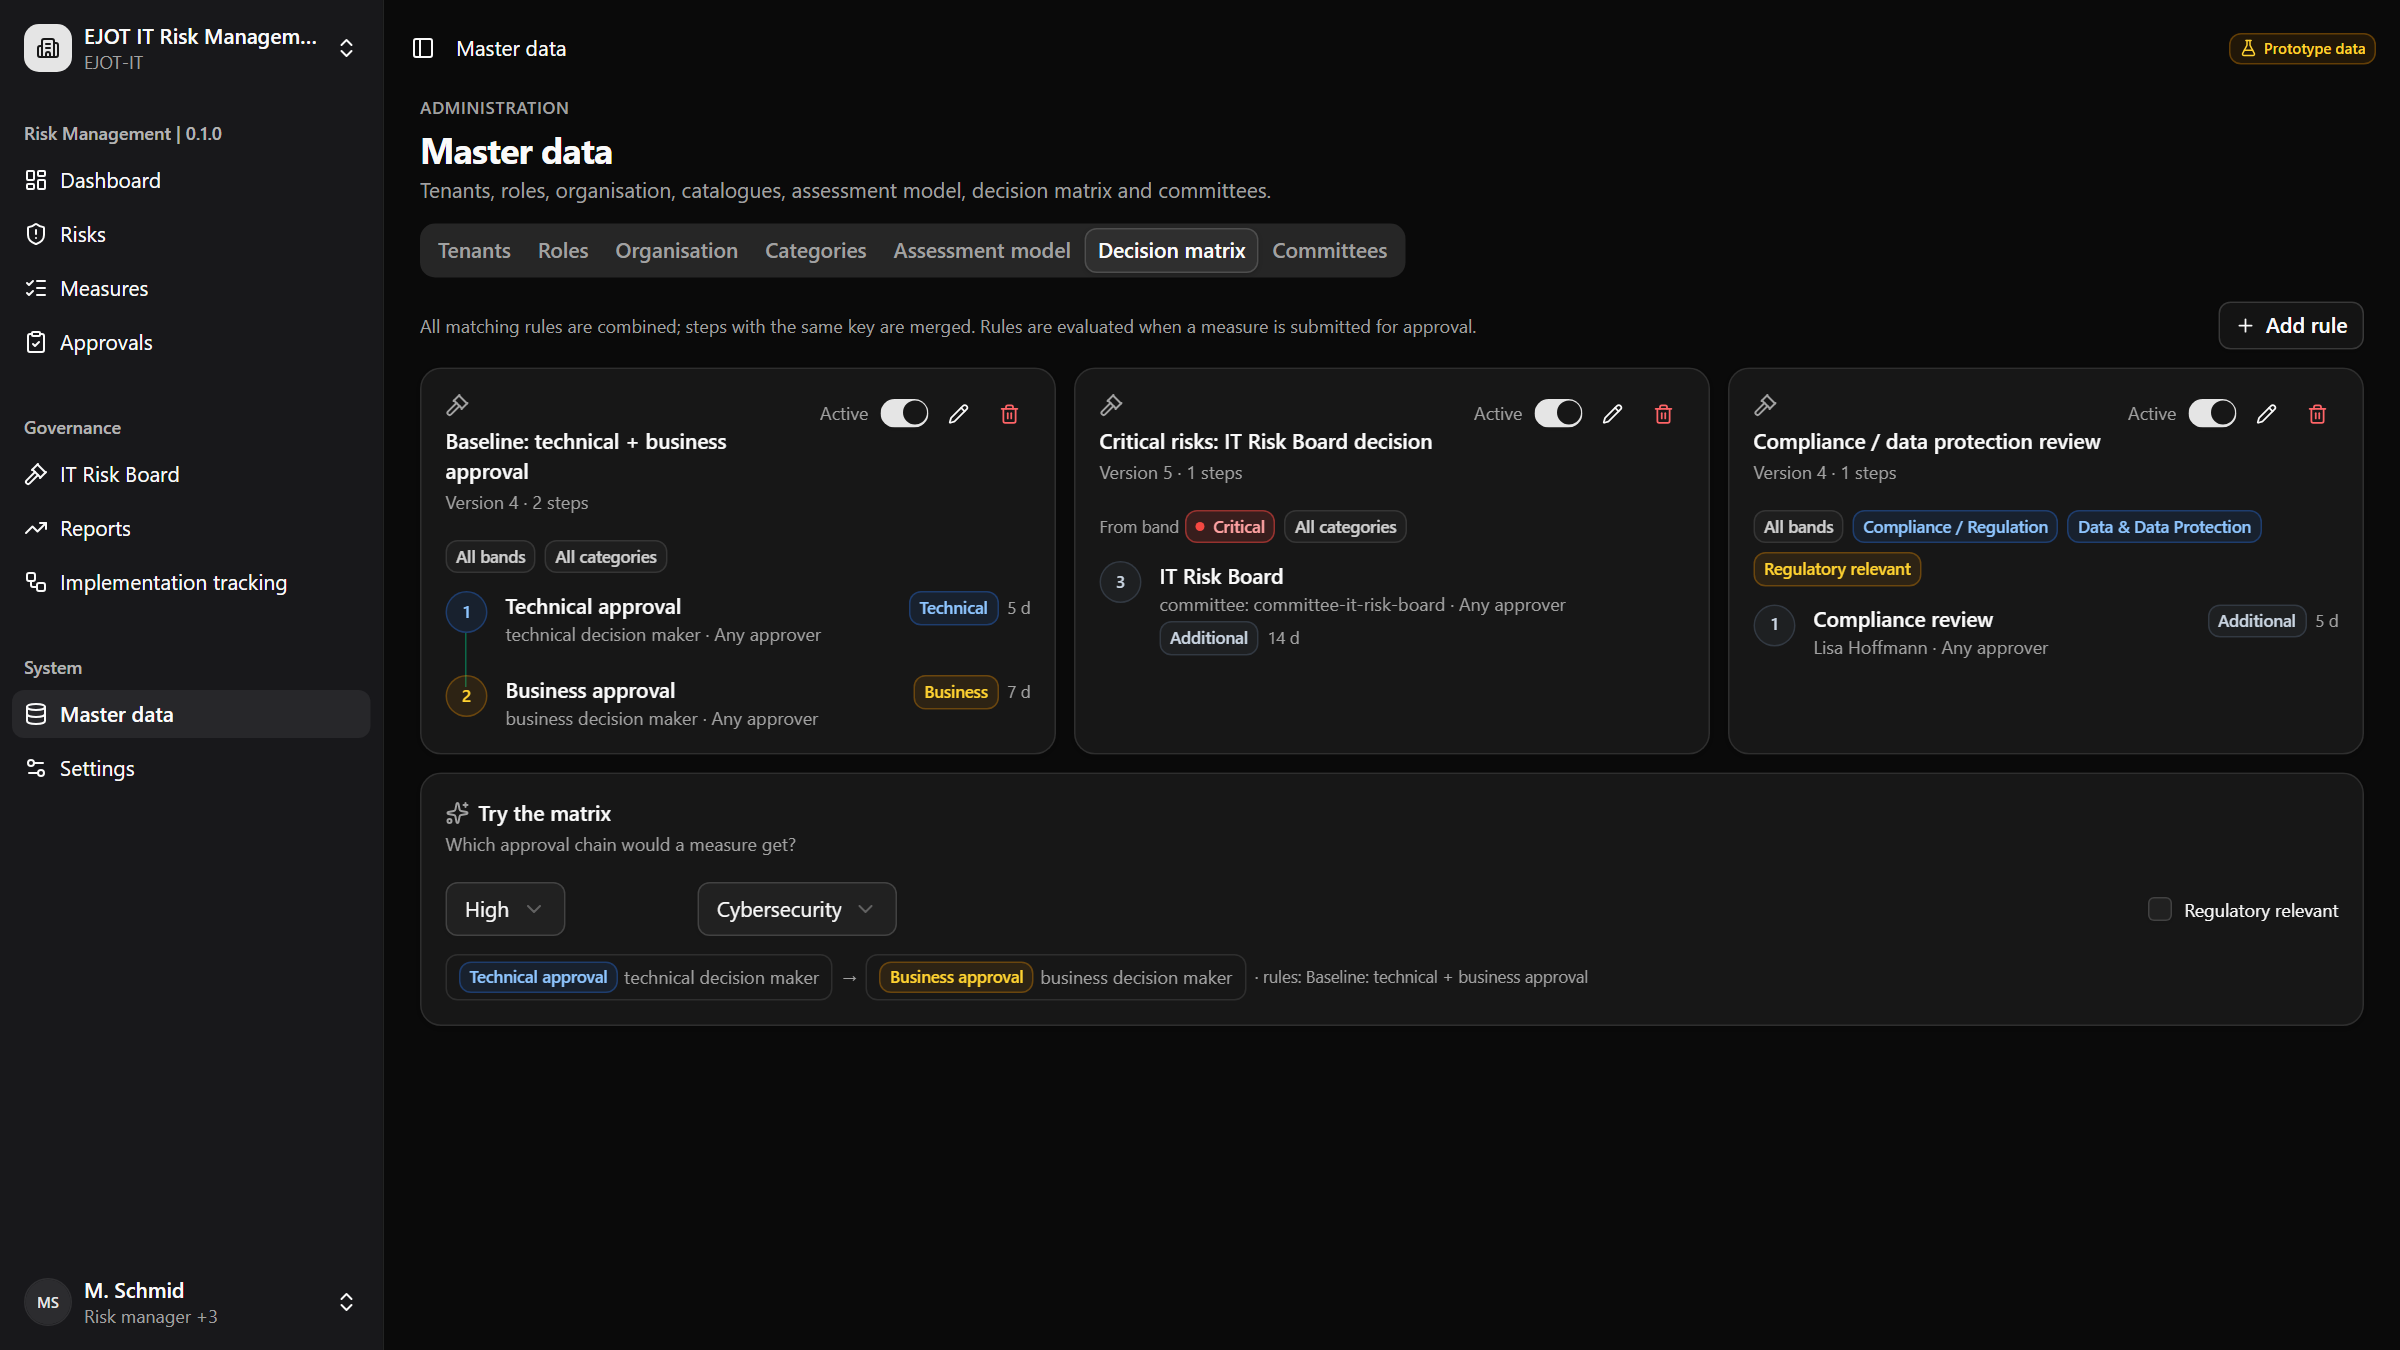 EJOT IT Risk Managem...
EJOT-IT
Risk Management | 0.1.0
Dashboard
Risks
Measures
Approvals
Governance
IT Risk Board
Reports
Implementation tracking
System
Master data
Settings
MS
M. Schmid
Risk manager +3
Master data
Prototype data
ADMINISTRATION
Master data
Tenants, roles, organisation, catalogues, assessment model, decision matrix and committees.
Tenants Roles Organisation Categories Assessment model Decision matrix Committees
All matching rules are combined; steps with the same key are merged. Rules are evaluated when a measure is submitted for approval.
+ Add rule
Active
Baseline: technical + business
approval
Version 4 · 2 steps
All bands All categories
1 Technical approval Technical 5 d
technical decision maker · Any approver
2 Business approval Business 7 d
business decision maker · Any approver
Active
Critical risks: IT Risk Board decision
Version 5 · 1 steps
From band Critical All categories
3 IT Risk Board
committee: committee-it-risk-board · Any approver
Additional 14 d
Active
Compliance / data protection review
Version 4 · 1 steps
All bands Compliance / Regulation Data & Data Protection
Regulatory relevant
1 Compliance review Additional 5 d
Lisa Hoffmann · Any approver
Try the matrix
Which approval chain would a measure get?
High Cybersecurity Regulatory relevant
Technical approval technical decision maker → Business approval business decision maker · rules: Baseline: technical + business approval